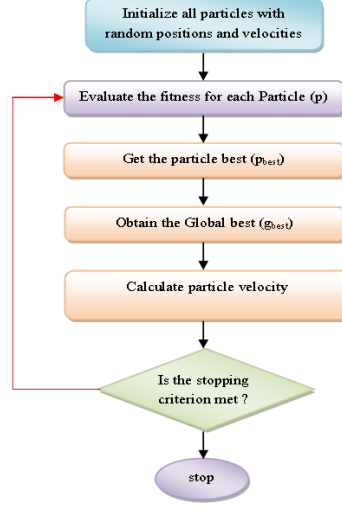 Initialize all particles with
random positions and velocities
Evaluate the fitness for each Particle (p)
Get the particle best (pbest)
Obtain the Global best (gbest)
Calculate particle velocity
Is the stopping
criterion met ?
stop